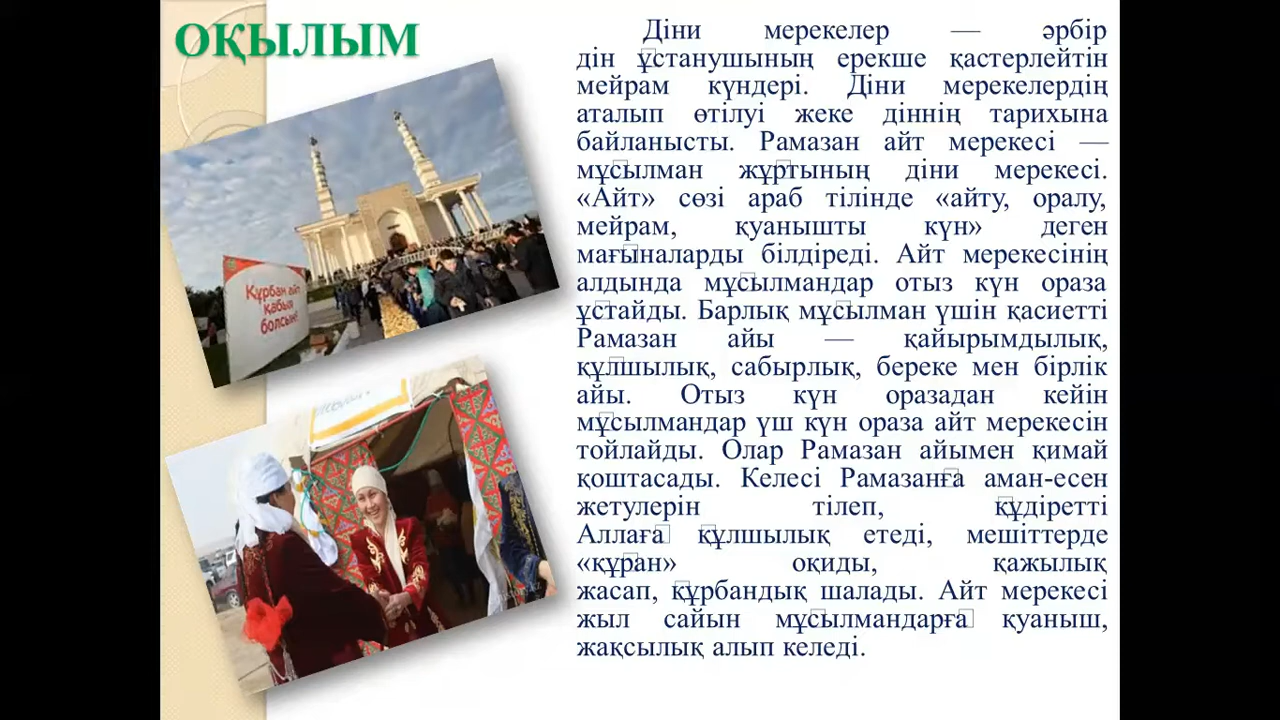 ОҚЫЛЫМ
Діни мерекелер — әрбір
дін ұстанушының ерекше қастерлейтін
мейрам күндері. Діни мерекелердің
аталып өтілуі жеке діннің тарихына
байланысты. Рамазан айт мерекесі —
мұсылман жұртының діни мерекесі.
«Айт» сөзі араб тілінде «айту, оралу,
мейрам, қуанышты күн» деген
мағыналарды білдіреді. Айт мерекесінің
алдында мұсылмандар отыз күн ораза
ұстайды. Барлық мұсылман үшін қасиетті
Рамазан айы — қайырымдылық,
құлшылық, сабырлық, береке мен бірлік
айы. Отыз күн оразадан кейін
мұсылмандар үш күн ораза айт мерекесін
тойлайды. Олар Рамазан айымен қимай
қоштасады. Келесі Рамазанға аман-есен
жетулерін тілеп, құдіретті
Аллаға құлшылық етеді, мешіттерде
«құран» оқиды, қажылық
жасап, құрбандық шалады. Айт мерекесі
жыл сайын мұсылмандарға қуаныш,
жақсылық алып келеді.
Құрбан айт
қабыл
болсын!